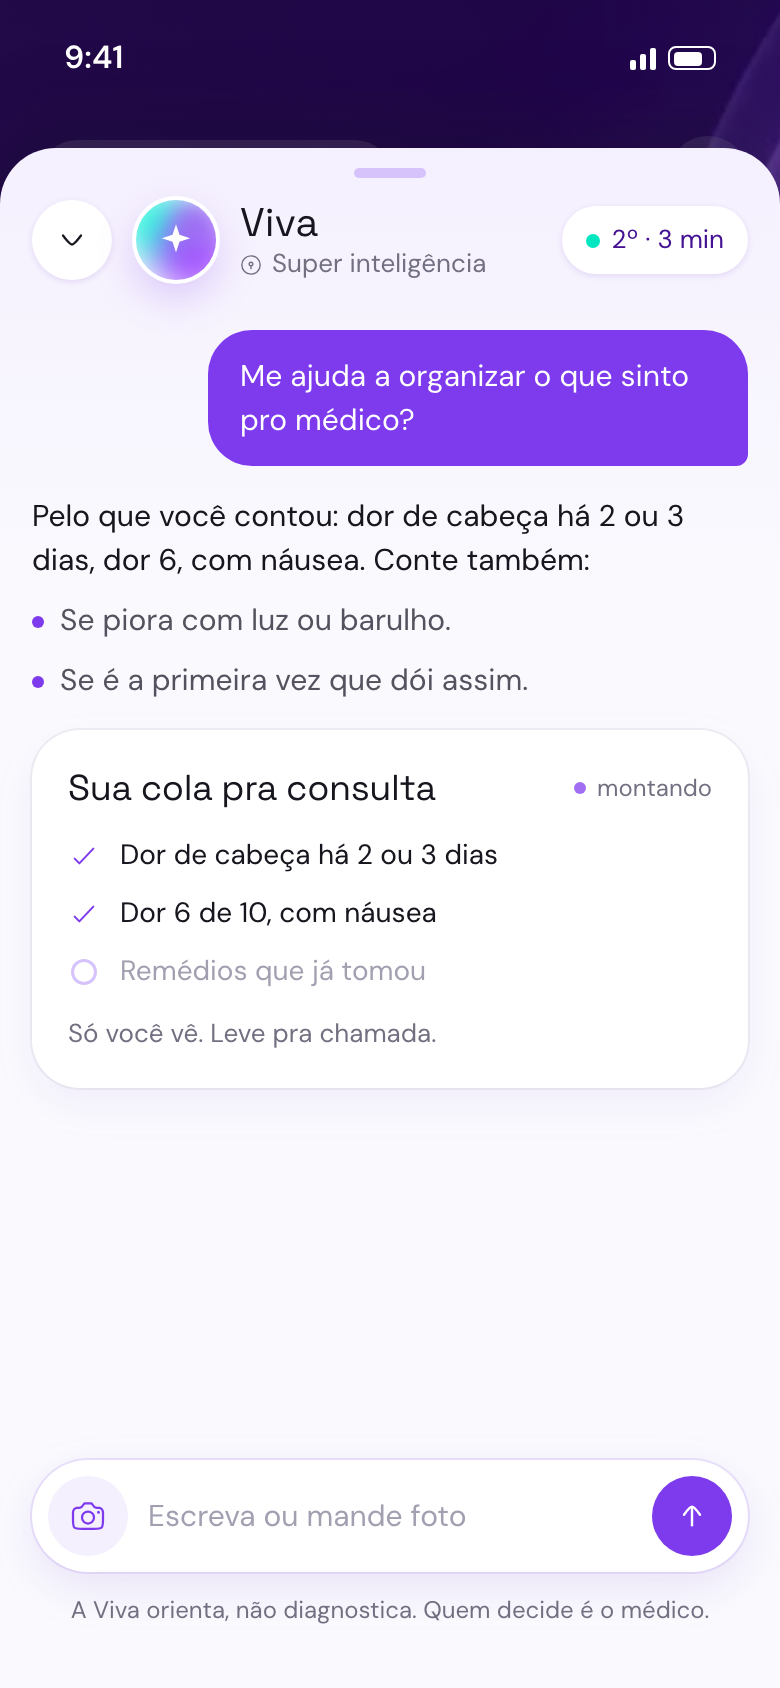 9:41
Viva
Super inteligência
2º · 3 min
Me ajuda a organizar o que sinto
pro médico?
Pelo que você contou: dor de cabeça há 2 ou 3
dias, dor 6, com náusea. Conte também:
Se piora com luz ou barulho.
Se é a primeira vez que dói assim.
Sua cola pra consulta
montando
Dor de cabeça há 2 ou 3 dias
Dor 6 de 10, com náusea
Remédios que já tomou
Só você vê. Leve pra chamada.
Escreva ou mande foto
A Viva orienta, não diagnostica. Quem decide é o médico.